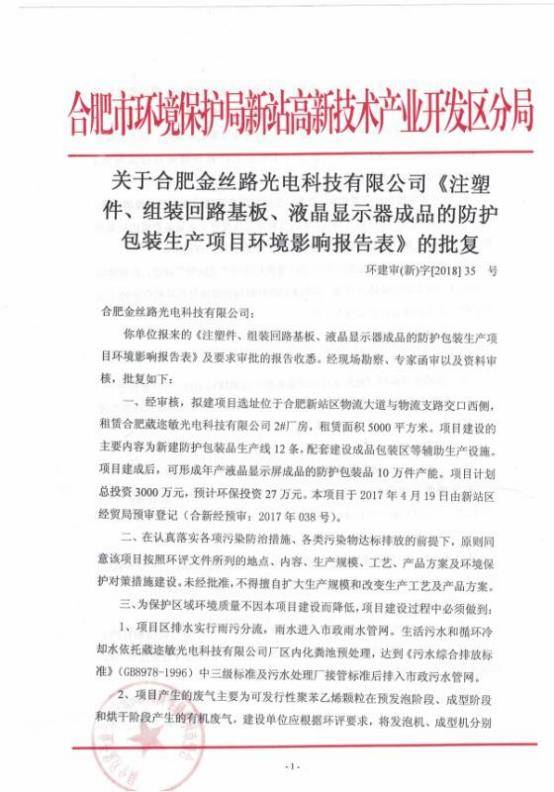 合肥市环境保护局新站高新技术产业开发区分局
关于合肥金丝路光电科技有限公司《注塑
件、组装回路基板、液晶显示器成品的防护
包装生产项目环境影响报告表》的批复
环建审(新)字[2018] 35 号
合肥金丝路光电科技有限公司：
你单位报来的《注塑件、组装回路基板、液晶显示器成品的防护包装生产项
目环境影响报告表》及要求审批的报告收悉。经现场勘察、专家函审以及资料审
核，批复如下：
一、经审核，拟建项目选址位于合肥新站区物流大道与物流支路交口西侧，
租赁合肥葳迩敏光电科技有限公司 2#厂房，租赁面积 5000 平方米。项目建设的
主要内容为新建防护包装品生产线 12 条，配套建设成品包装区等辅助生产设施。
项目建成后，可形成年产液晶显示屏成品的防护包装品 10 万件产能。项目计划
总投资 3000 万元，预计环保投资 27 万元。本项目于 2017 年 4 月 19 日由新站区
经贸局预审登记（合新经预审：2017 年 038 号）。
二、在认真落实各项污染防治措施、各类污染物达标排放的前提下，原则同
意该项目按照环评文件所列的地点、内容、生产规模、工艺、产品方案及环境保
护对策措施建设。未经批准，不得擅自扩大生产规模和改变生产工艺及产品方案。
三、为保护区域环境质量不因本项目建设而降低，项目建设过程中必须做到：
1、项目区排水实行雨污分流，雨水进入市政雨水管网。生活污水和循环冷
却水依托葳迩敏光电科技有限公司厂区内化粪池预处理，达到《污水综合排放标
准》（GB8978-1996）中三级标准及污水处理厂接管标准后排入市政污水管网。
2、项目产生的废气主要为可发行性聚苯乙烯颗粒在预发泡阶段、成型阶段
和烘干阶段产生的有机废气，建设单位应根据环评要求，将发泡机、成型机分别
- 1 -